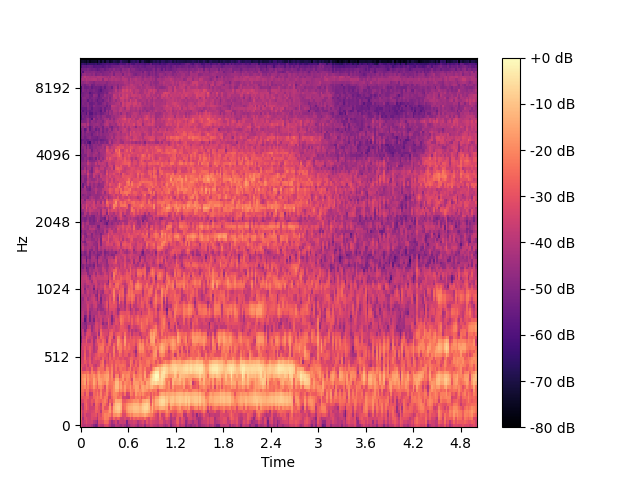 +0 dB
8192
-10 dB
4096
-20 dB
-30 dB
2048
Hz
-40 dB
1024
-50 dB
512
-60 dB
-70 dB
0
-80 dB
0 0.6 1.2 1.8 2.4 3 3.6 4.2 4.8
Time